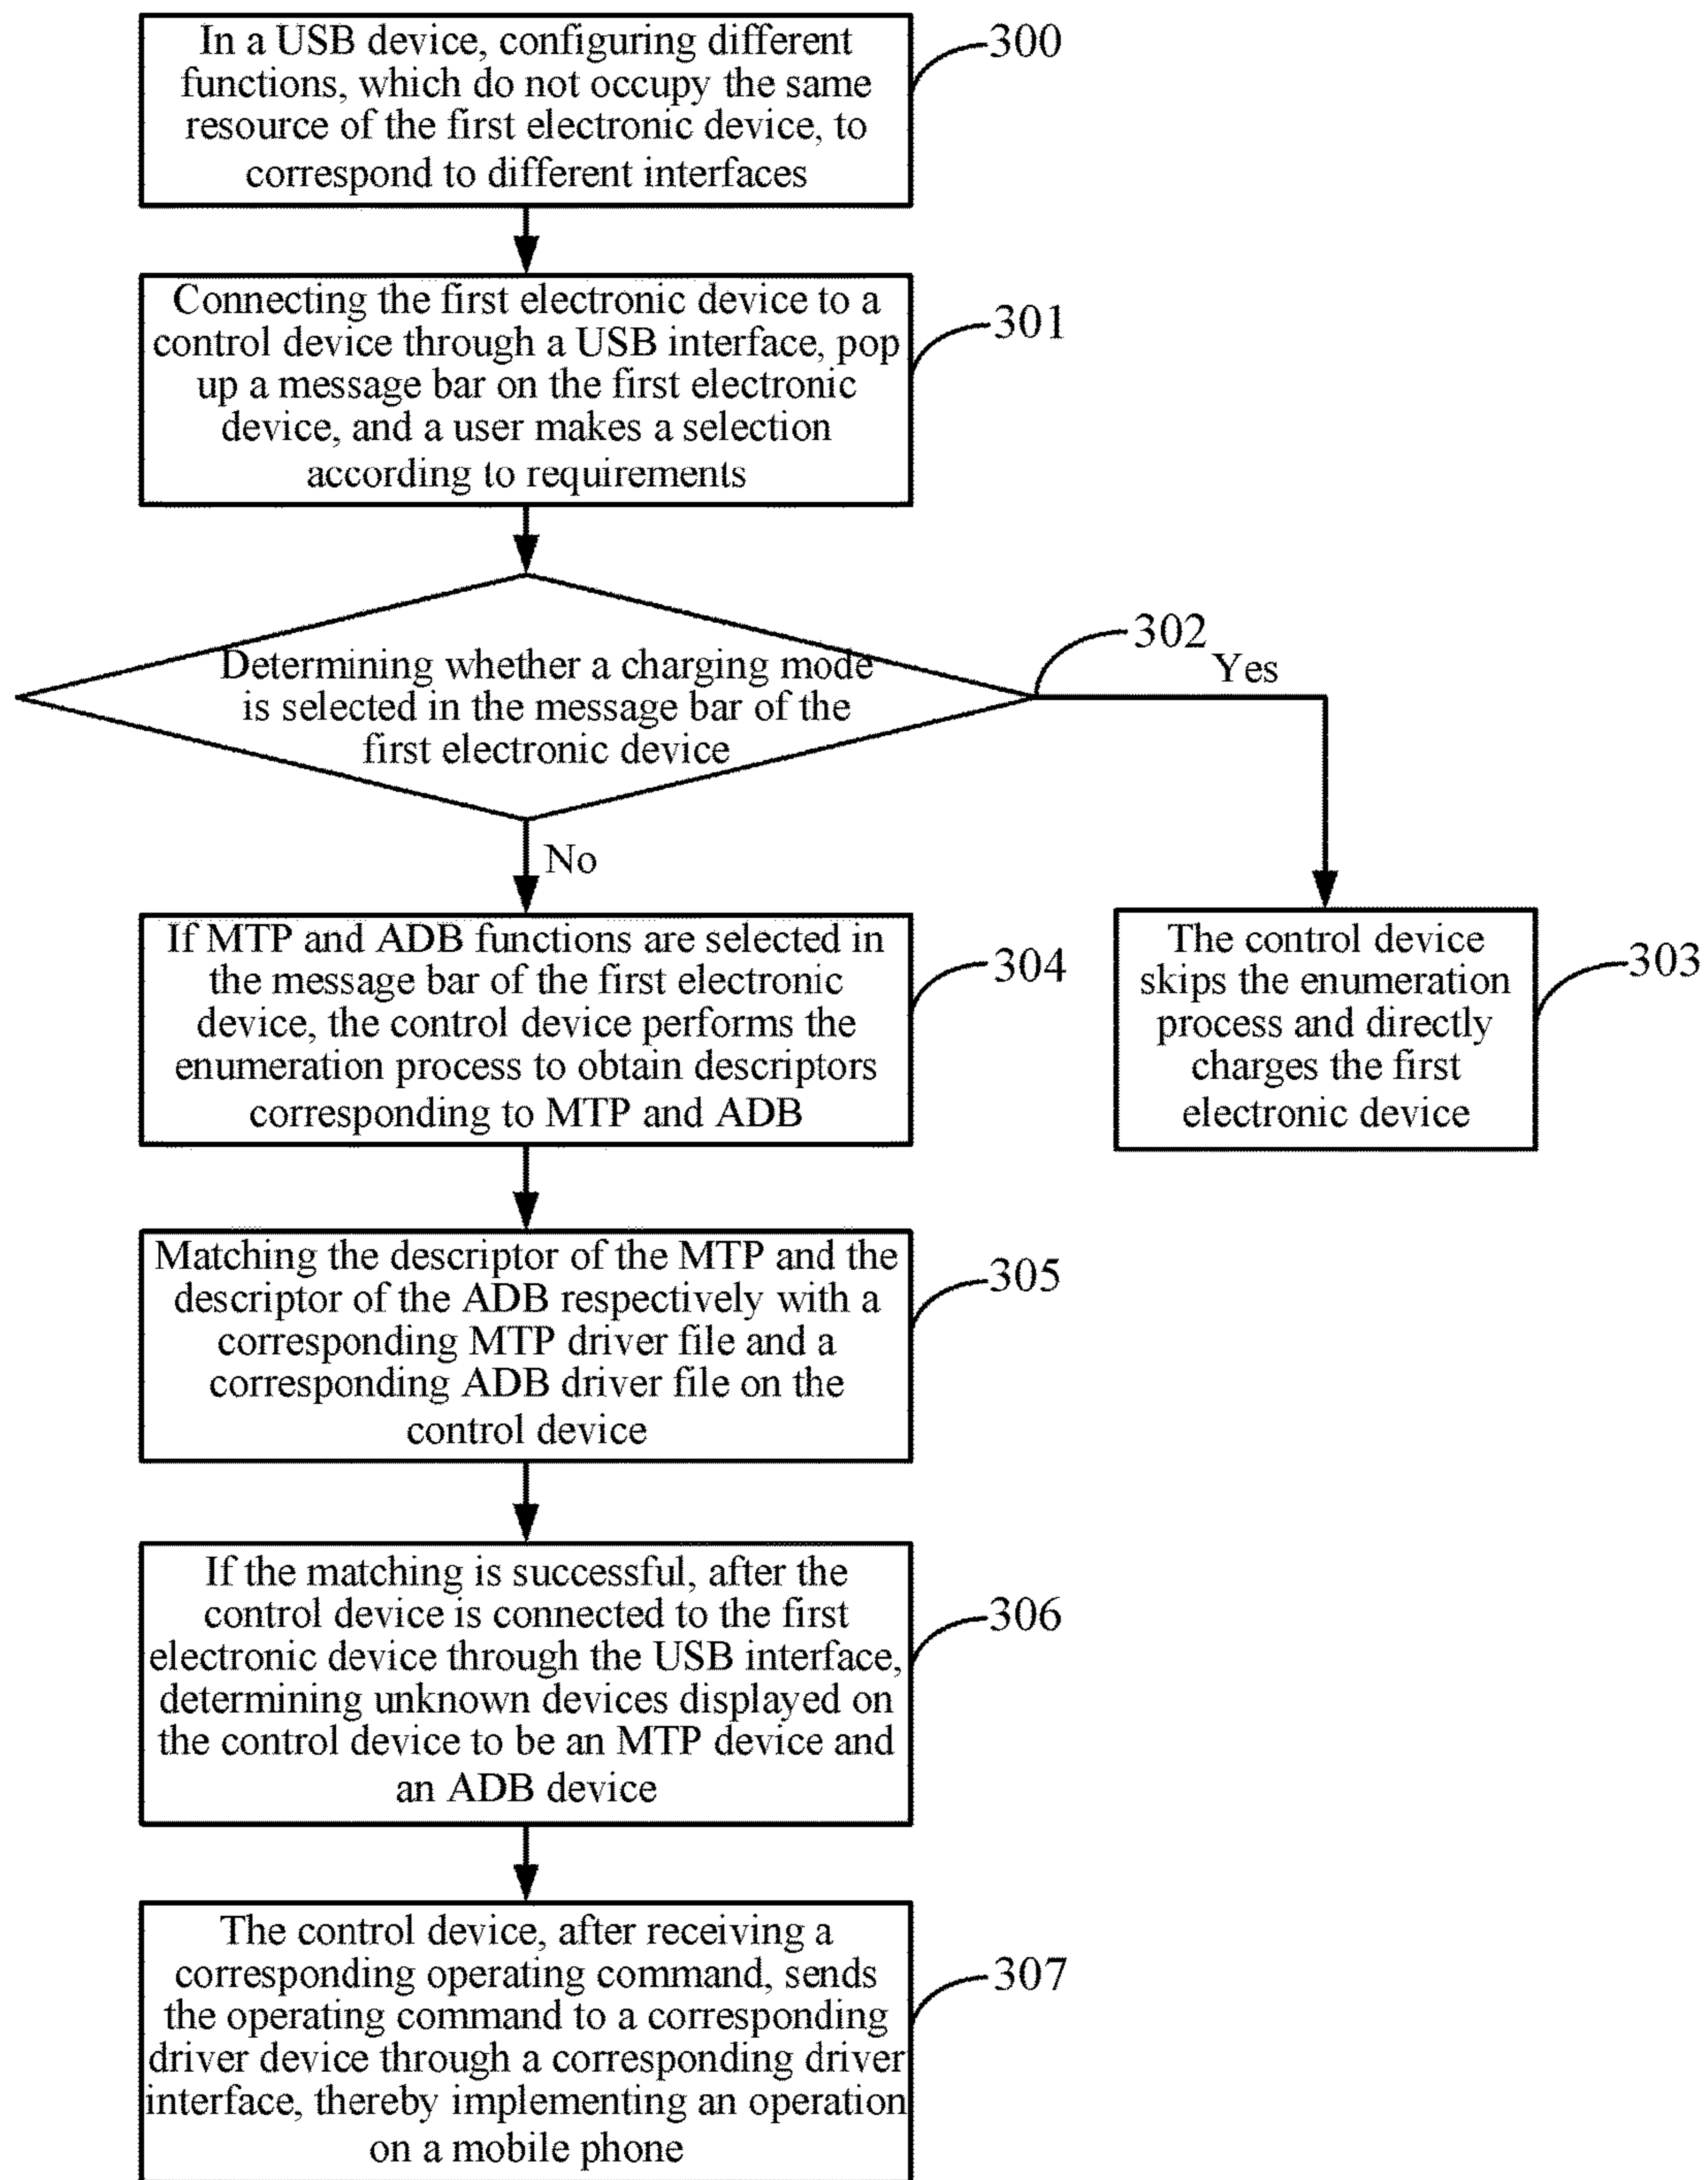 In a USB device, configuring different
functions, which do not occupy the same
resource of the first electronic device, to
correspond to different interfaces
300
Connecting the first electronic device to a
control device through a USB interface, pop
up a message bar on the first electronic
device, and a user makes a selection
according to requirements
301
Determining whether a charging mode
is selected in the message bar of the
first electronic device
302
Yes
No
If MTP and ADB functions are selected in
the message bar of the first electronic
device, the control device performs the
enumeration process to obtain descriptors
corresponding to MTP and ADB
304
The control device
skips the enumeration
process and directly
charges the first
electronic device
303
Matching the descriptor of the MTP and the
descriptor of the ADB respectively with a
corresponding MTP driver file and a
corresponding ADB driver file on the
control device
305
If the matching is successful, after the
control device is connected to the first
electronic device through the USB interface,
determining unknown devices displayed on
the control device to be an MTP device and
an ADB device
306
The control device, after receiving a
corresponding operating command, sends
the operating command to a corresponding
driver device through a corresponding driver
interface, thereby implementing an operation
on a mobile phone
307